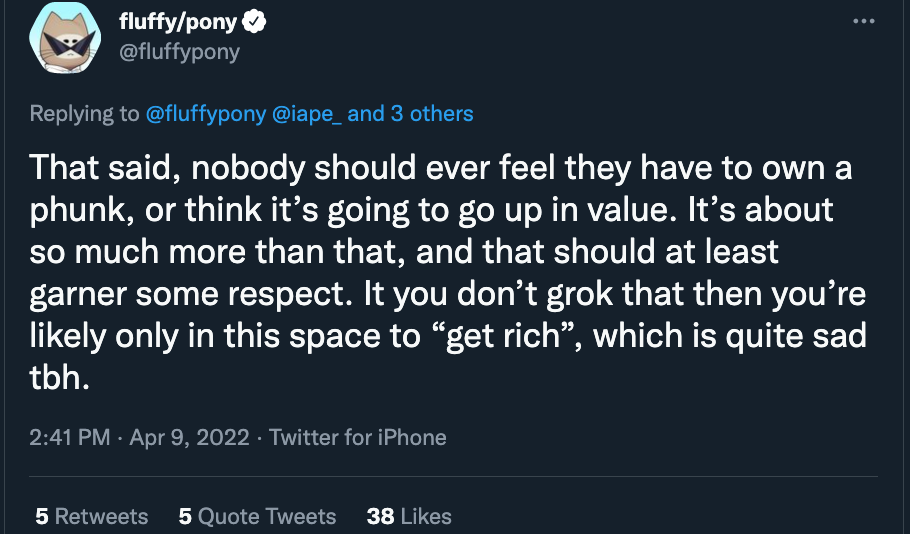 fluffy/pony
@fluffypony
Replying to @fluffypony @iape_ and 3 others
That said, nobody should ever feel they have to own a
phunk, or think it’s going to go up in value. It’s about
so much more than that, and that should at least
garner some respect. It you don’t grok that then you’re
likely only in this space to “get rich”, which is quite sad
tbh.
2:41 PM · Apr 9, 2022 · Twitter for iPhone
5 Retweets 5 Quote Tweets 38 Likes